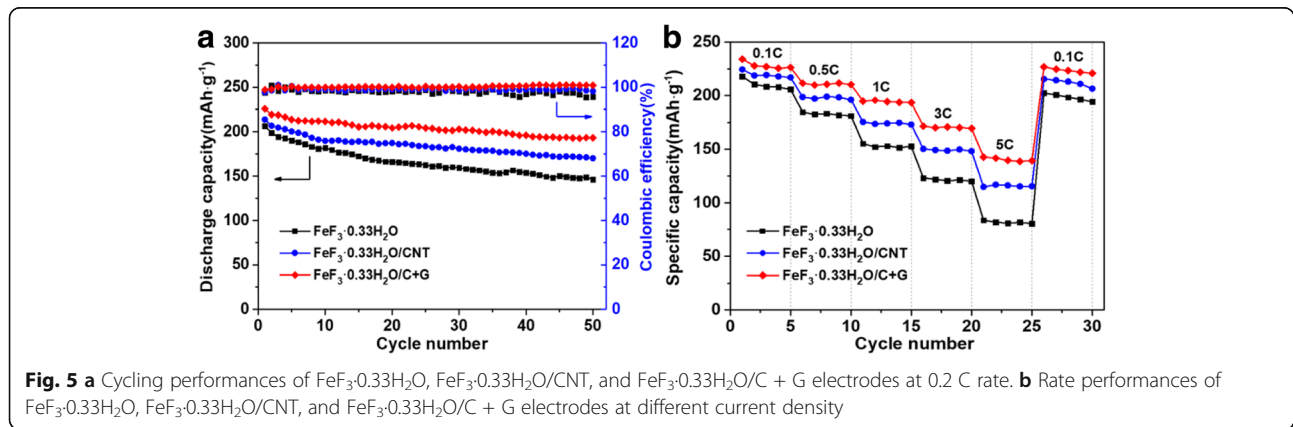 a
300
250
200
150
100
50
0
Discharge capacity(mAh·g⁻¹)
120
100
80
60
40
20
0
Coulombic efficiency(%)
FeF₃·0.33H₂O
FeF₃·0.33H₂O/CNT
FeF₃·0.33H₂O/C+G
0 10 20 30 40 50
Cycle number
b
250
200
150
100
50
0
Specific capacity(mAh·g⁻¹)
0.1C
0.5C
1C
3C
5C
0.1C
FeF₃·0.33H₂O
FeF₃·0.33H₂O/CNT
FeF₃·0.33H₂O/C+G
0 5 10 15 20 25 30
Cycle number
Fig. 5 a Cycling performances of FeF₃·0.33H₂O, FeF₃·0.33H₂O/CNT, and FeF₃·0.33H₂O/C + G electrodes at 0.2 C rate. b Rate performances of
FeF₃·0.33H₂O, FeF₃·0.33H₂O/CNT, and FeF₃·0.33H₂O/C + G electrodes at different current density